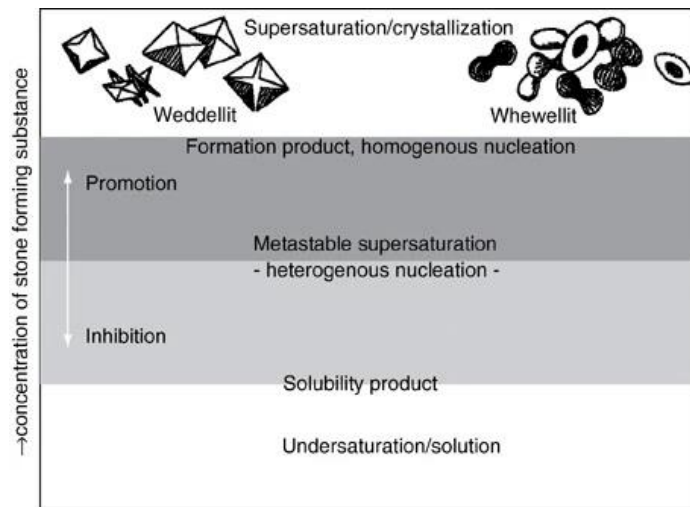 Supersaturation/crystallization
Weddellit
Whewellit
Formation product, homogenous nucleation
Promotion
Metastable supersaturation
- heterogenous nucleation -
Inhibition
Solubility product
Undersaturation/solution
→concentration of stone forming substance